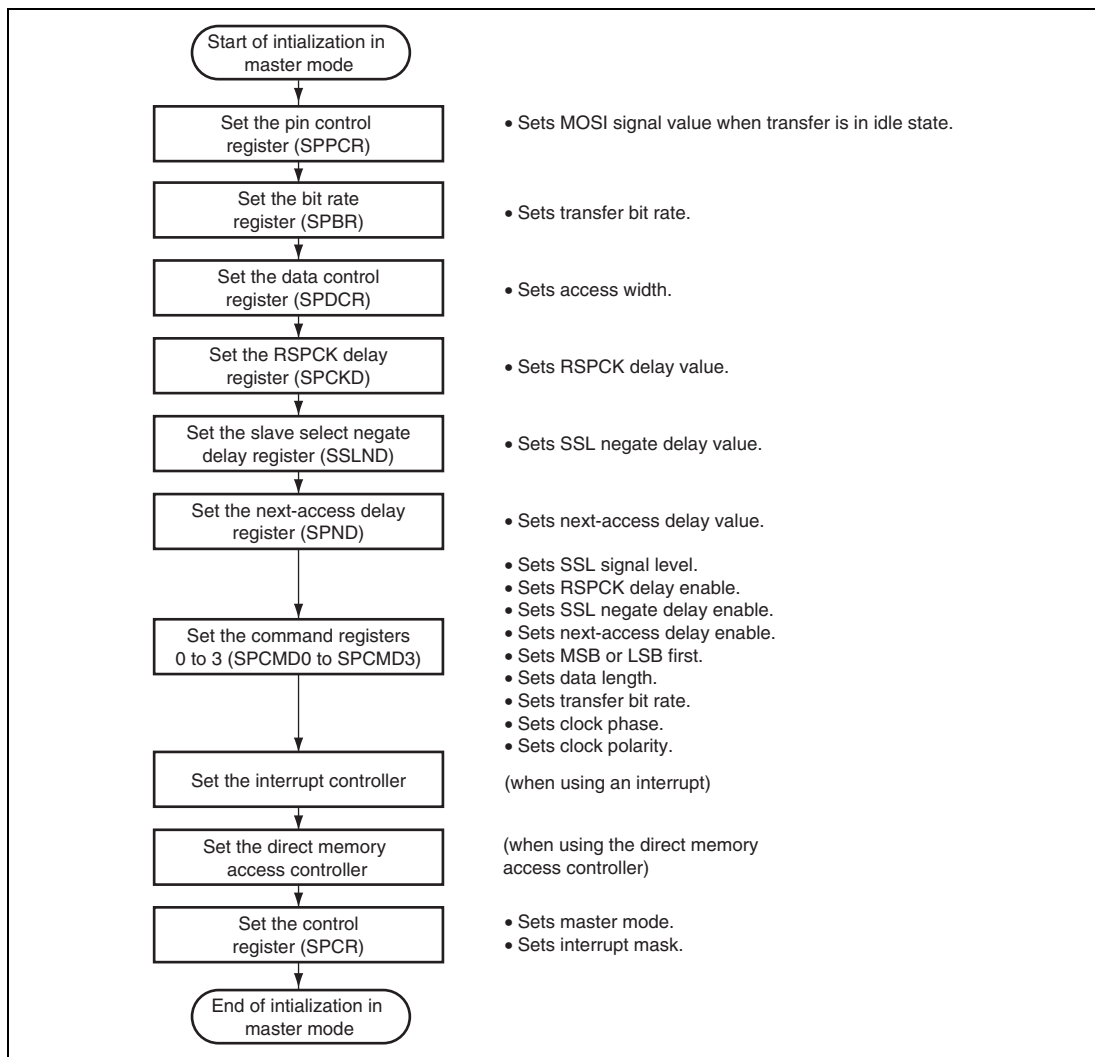 Start of intialization in
master mode
Set the pin control
register (SPPCR)
• Sets MOSI signal value when transfer is in idle state.
Set the bit rate
register (SPBR)
• Sets transfer bit rate.
Set the data control
register (SPDCR)
• Sets access width.
Set the RSPCK delay
register (SPCKD)
• Sets RSPCK delay value.
Set the slave select negate
delay register (SSLND)
• Sets SSL negate delay value.
Set the next-access delay
register (SPND)
• Sets next-access delay value.
Set the command registers
0 to 3 (SPCMD0 to SPCMD3)
• Sets SSL signal level.
• Sets RSPCK delay enable.
• Sets SSL negate delay enable.
• Sets next-access delay enable.
• Sets MSB or LSB first.
• Sets data length.
• Sets transfer bit rate.
• Sets clock phase.
• Sets clock polarity.
Set the interrupt controller
(when using an interrupt)
Set the direct memory
access controller
(when using the direct memory
access controller)
Set the control
register (SPCR)
• Sets master mode.
• Sets interrupt mask.
End of intialization in
master mode